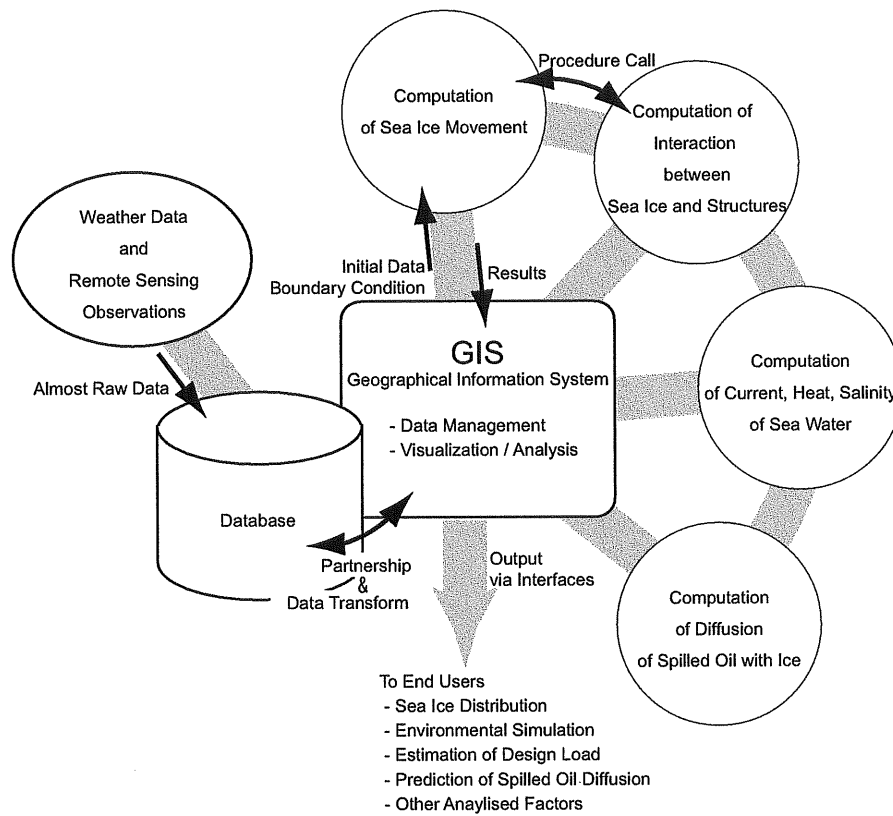 Procedure Call
Computation
of Sea Ice Movement
Computation of
Interaction
between
Sea Ice and Structures
Weather Data
and
Remote Sensing
Observations
Initial Data
Boundary Condition
Results
Almost Raw Data
GIS
Geographical Information System
- Data Management
- Visualization / Analysis
Computation
of Current, Heat, Salinity
of Sea Water
Database
Partnership
&
Data Transform
Output
via Interfaces
Computation
of Diffusion
of Spilled Oil with Ice
To End Users
- Sea Ice Distribution
- Environmental Simulation
- Estimation of Design Load
- Prediction of Spilled Oil Diffusion
- Other Anaylised Factors